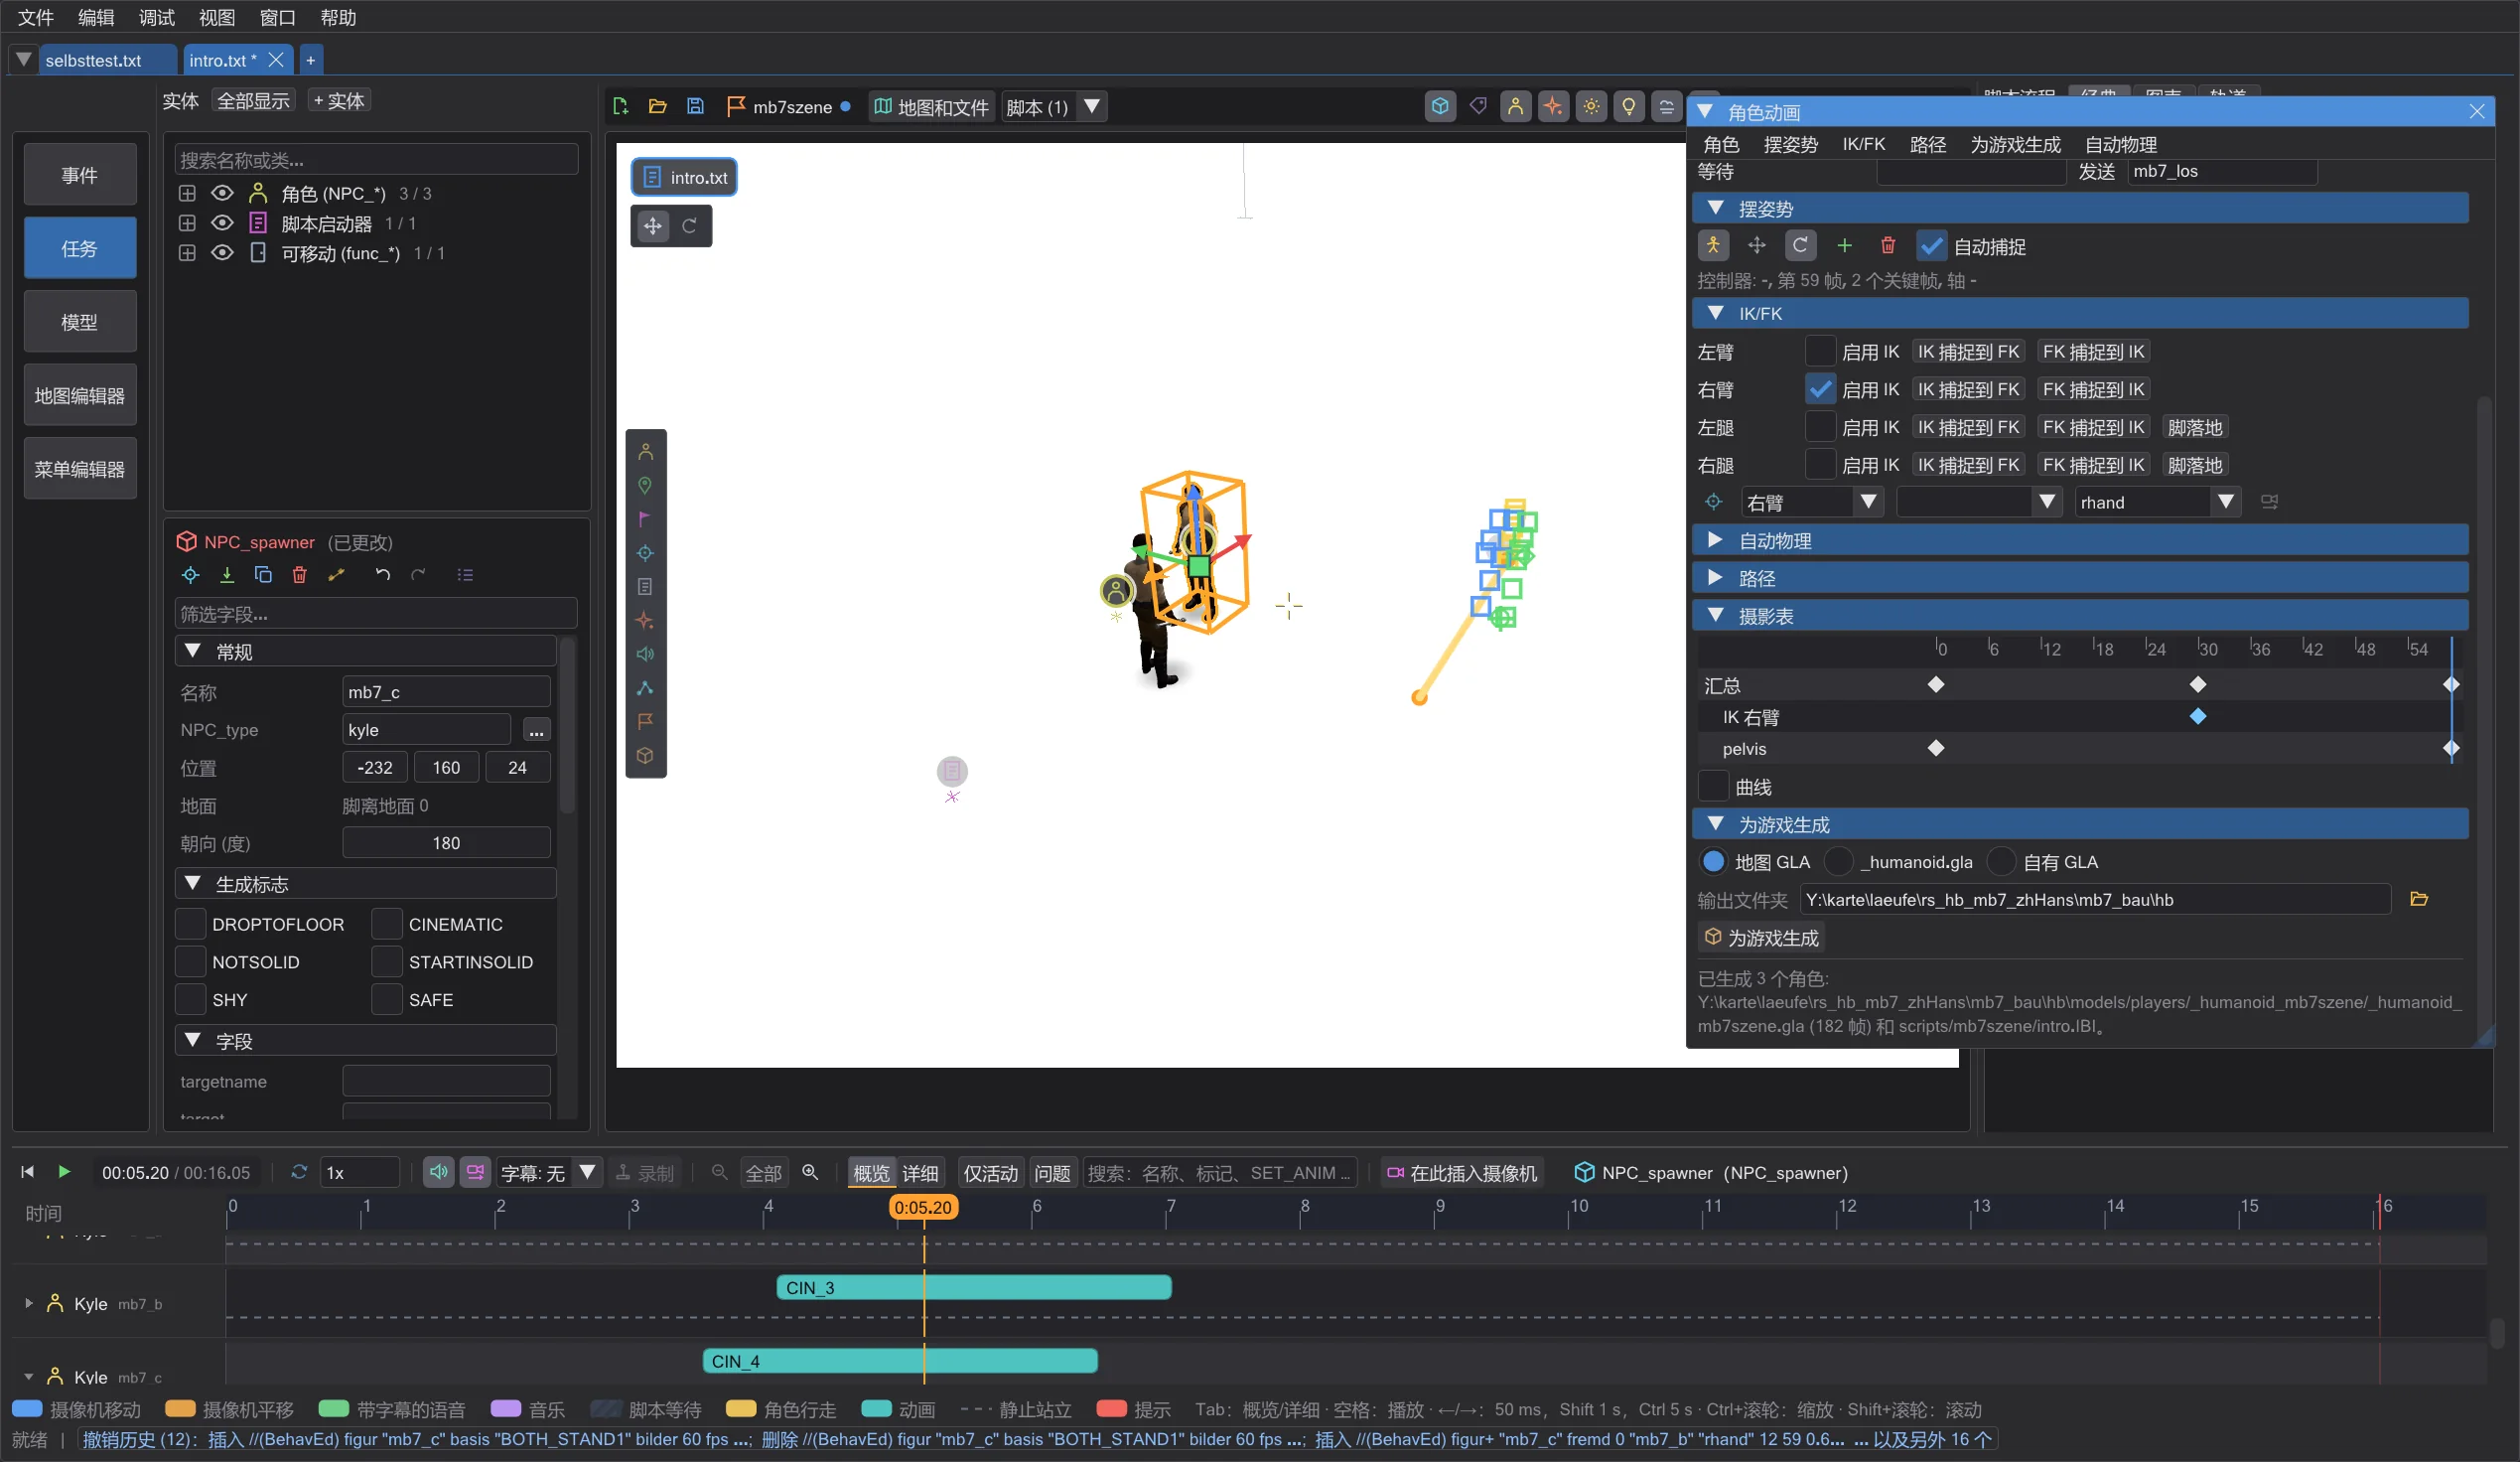 文件 编辑 调试 视图 窗口 帮助
selbsttest.txt intro.txt * +
实体 全部显示 + 实体
mb7szene 地图和文件 脚本 (1)
事件
任务
模型
地图编辑器
菜单编辑器
搜索名称或类...
角色 (NPC_*) 3 / 3
脚本启动器 1 / 1
可移动 (func_*) 1 / 1
NPC_spawner (已更改)
筛选字段...
常规
名称 mb7_c
NPC_type kyle ...
位置 -232 160 24
地面 脚离地面 0
朝向 (度) 180
生成标志
DROPTOFLOOR CINEMATIC
NOTSOLID STARTINSOLID
SHY SAFE
字段
targetname
target
intro.txt
角色动画
角色 摆姿势 IK/FK 路径 为游戏生成 自动物理
等待 发送 mb7_los
摆姿势
自动捕捉
控制器: -, 第 59 帧, 2 个关键帧, 轴 -
IK/FK
左臂 启用 IK IK 捕捉到 FK FK 捕捉到 IK
右臂 启用 IK IK 捕捉到 FK FK 捕捉到 IK
左腿 启用 IK IK 捕捉到 FK FK 捕捉到 IK 脚落地
右腿 启用 IK IK 捕捉到 FK FK 捕捉到 IK 脚落地
右臂 rhand
自动物理
路径
摄影表
0 6 12 18 24 30 36 42 48 54
汇总
IK 右臂
pelvis
曲线
为游戏生成
地图 GLA _humanoid.gla 自有 GLA
输出文件夹 Y:\karte\laeufe\rs_hb_mb7_zhHans\mb7_bau\hb
为游戏生成
已生成 3 个角色:
Y:\karte\laeufe\rs_hb_mb7_zhHans\mb7_bau\hb\models/players/_humanoid_mb7szene/_humanoid_
mb7szene.gla (182 帧) 和 scripts/mb7szene/intro.IBI。
00:05.20 / 00:16.05 1x 字幕: 无 录制 全部 概览 详细 仅活动 问题 搜索：名称、标记、SET_ANIM ... 在此插入摄像机 NPC_spawner (NPC_spawner)
时间 0 1 2 3 4 0:05.20 6 7 8 9 10 11 12 13 14 15 16
Kyle mb7_b CIN_3
Kyle mb7_c CIN_4
摄像机移动 摄像机平移 带字幕的语音 音乐 脚本等待 角色行走 动画 静止站立 提示 Tab：概览/详细 · 空格：播放 · ←/→：50 ms，Shift 1 s，Ctrl 5 s · Ctrl+滚轮：缩放 · Shift+滚轮：滚动
就绪 | 撤销历史 (12)：插入 //(BehavEd) figur "mb7_c" basis "BOTH_STAND1" bilder 60 fps ...; 删除 //(BehavEd) figur "mb7_c" basis "BOTH_STAND1" bilder 60 fps ...; 插入 //(BehavEd) figur+ "mb7_c" fremd 0 "mb7_b" "rhand" 12 59 0.6... ... 以及另外 16 个